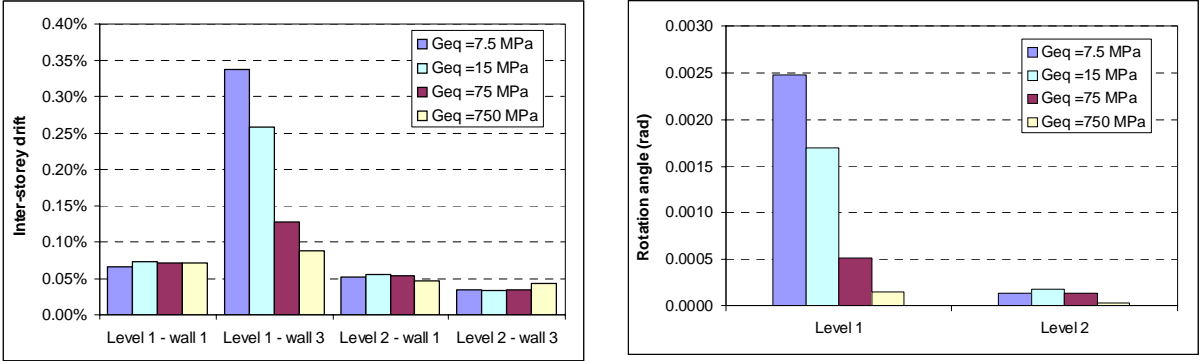 0.40%
0.35%
0.30%
0.25%
0.20%
0.15%
0.10%
0.05%
0.00%
Inter-storey drift
Geq =7.5 MPa
Geq =15 MPa
Geq =75 MPa
Geq =750 MPa
Level 1 - wall 1 Level 1 - wall 3 Level 2 - wall 1 Level 2 - wall 3
0.0030
0.0025
0.0020
0.0015
0.0010
0.0005
0.0000
Rotation angle (rad)
Geq =7.5 MPa
Geq =15 MPa
Geq =75 MPa
Geq =750 MPa
Level 1 Level 2